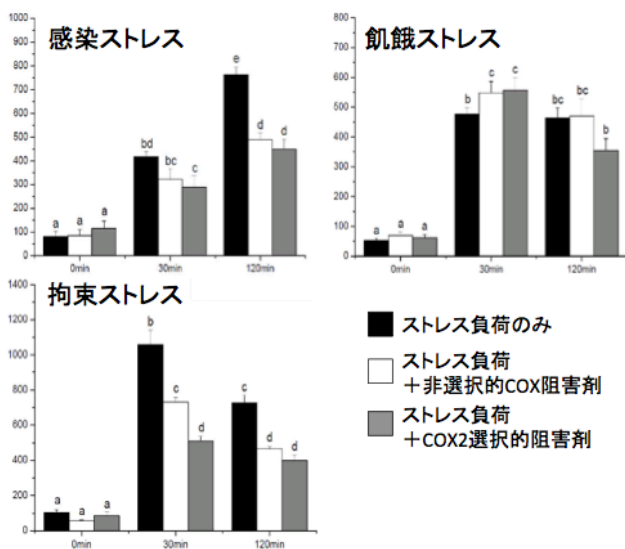 感染ストレス
1000
900
800
700
600
500
400
300
200
100
0
a
a
a
bd
bc
c
e
d
d
0min
30min
120min
飢餓ストレス
800
700
600
500
400
300
200
100
0
a
a
a
b
c
c
bc
bc
b
0min
30min
120min
拘束ストレス
1400
1200
1000
800
600
400
200
0
a
a
a
b
c
d
c
d
d
0min
30min
120min
ストレス負荷のみ
ストレス負荷
＋非選択的COX阻害剤
ストレス負荷
＋COX2選択的阻害剤